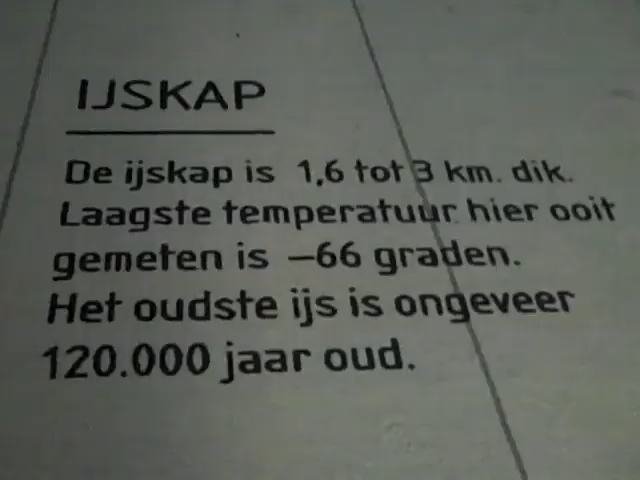 IJSKAP
De ijskap is 1,6 tot 3 km. dik.
Laagste temperatuur hier ooit
gemeten is –66 graden.
Het oudste ijs is ongeveer
120.000 jaar oud.